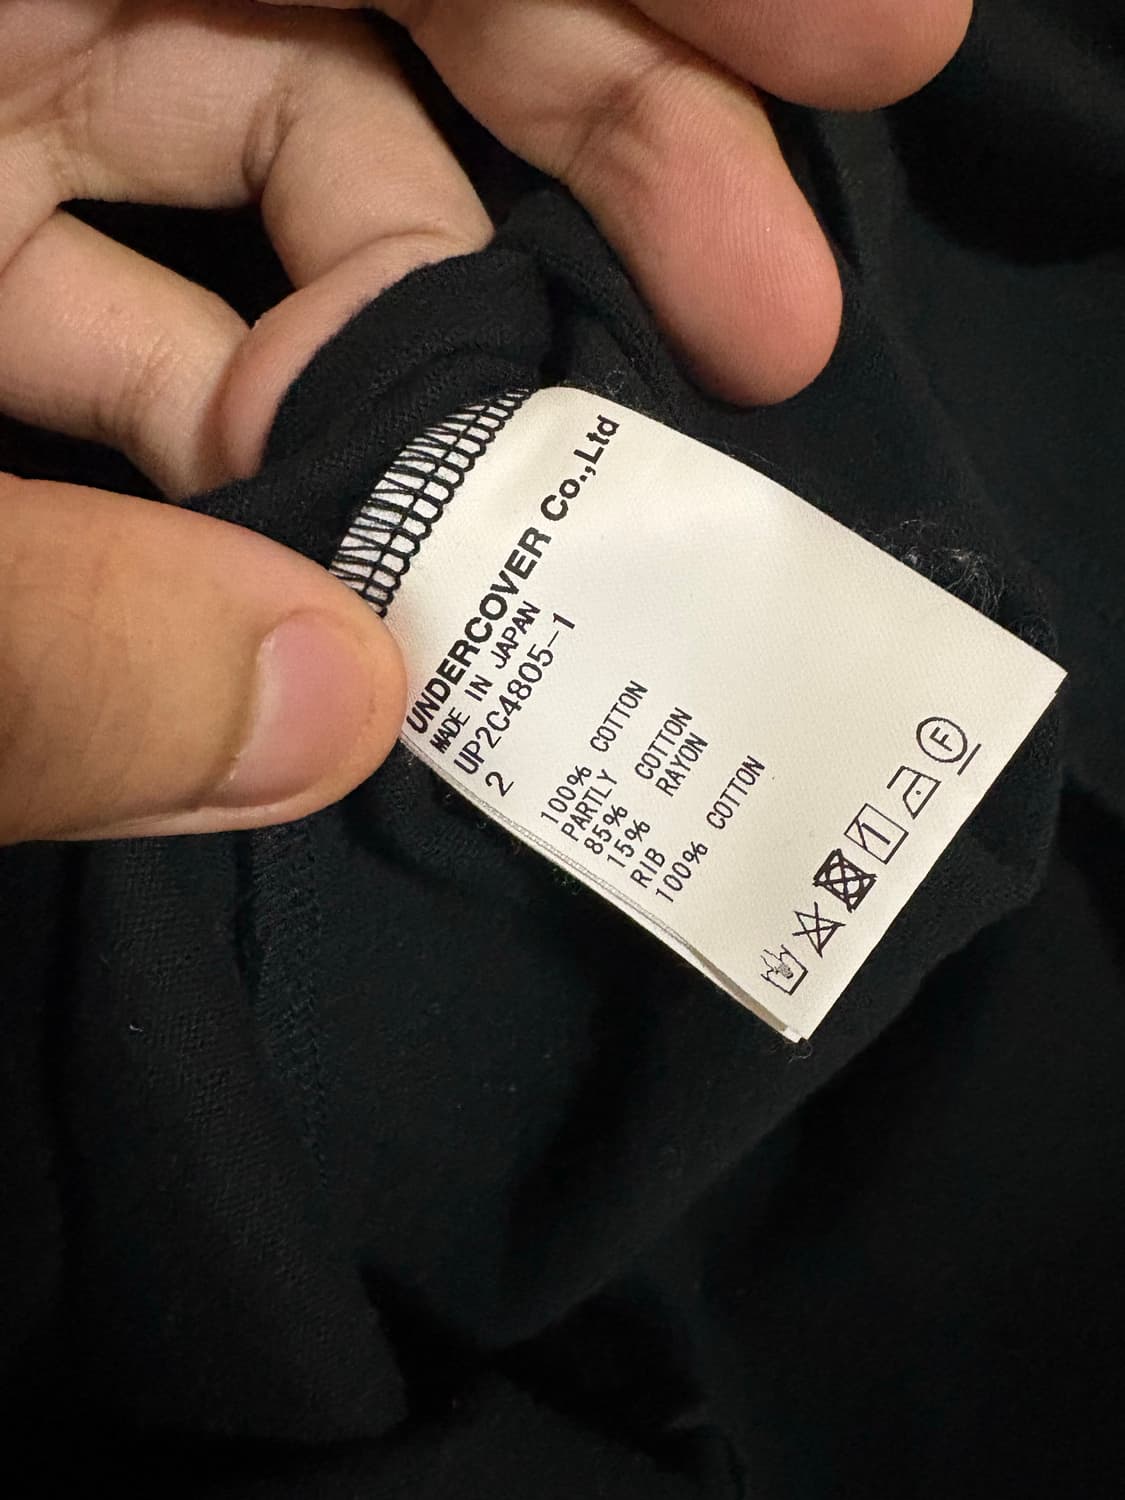 UNDERCOVER Co.,Ltd
MADE IN JAPAN
UP2C4805-1
2
100% COTTON
PARTLY
85% COTTON
15% RAYON
RIB
100% COTTON
F